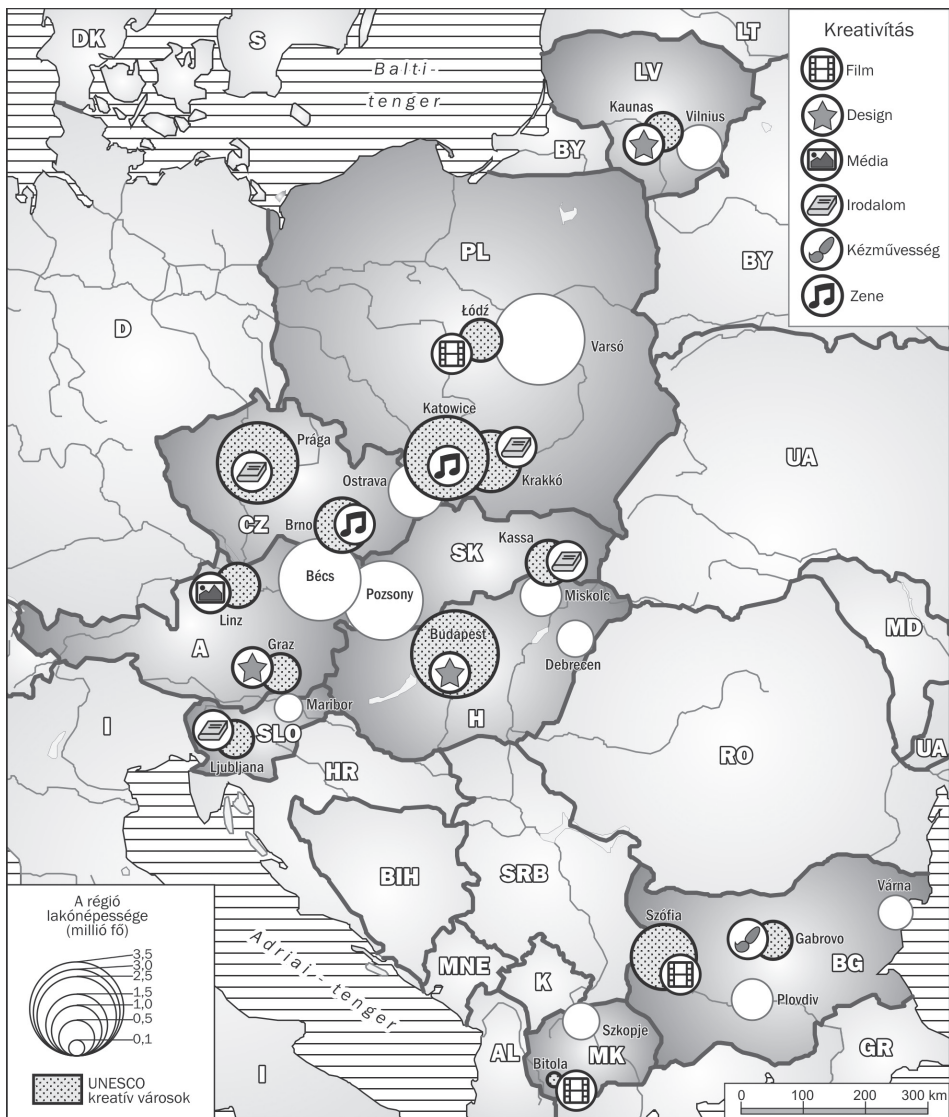 Kreativítás
Film
Design
Média
Irodalom
Kézművesség
Zene
DK
S
LT
Balti-
tenger
LV
Kaunas
Vilnius
BY
PL
BY
D
Łódź
Varsó
Katowice
Prága
UA
Ostrava
Krakkó
CZ
Brno
Kassa
SK
Bécs
Pozsony
Miskolc
Linz
MD
Budapest
A
Graz
Debrecen
Maribor
I
SLO
H
Ljubljana
RO
UA
HR
BIH
SRB
Várna
A régió
lakónépessége
(millió fő)
3,5
3,0
2,5
1,5
1,0
0,5
0,1
UNESCO
kreatív városok
Adriai-tenger
Szófia
Gabrovo
MNE
BG
K
Plovdiv
Szkopje
AL
Bitola
MK
GR
I
0 100 200 300 km